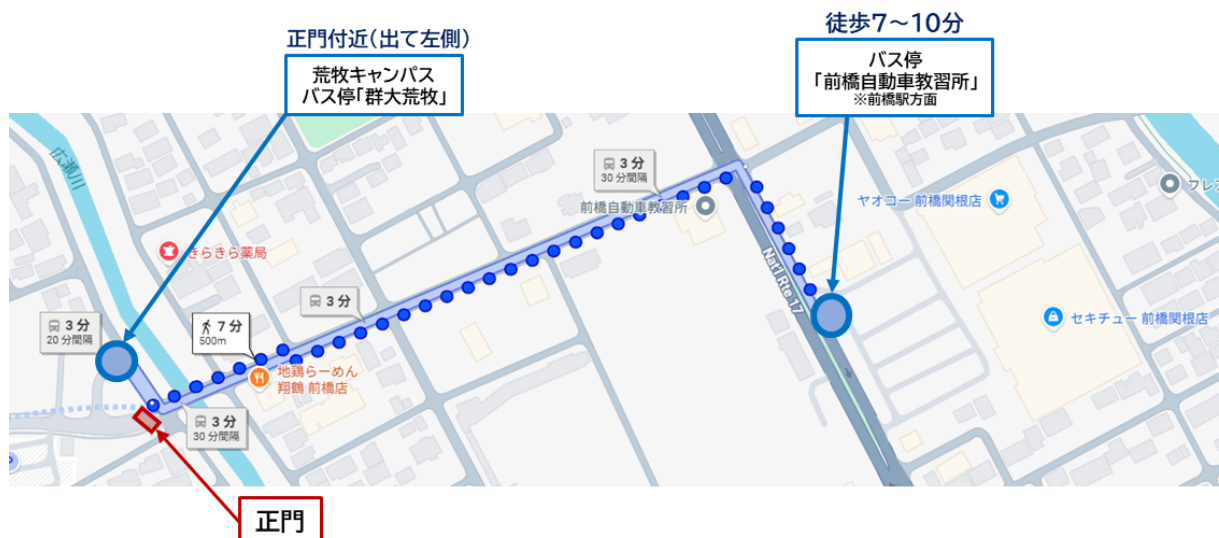 正門付近(出て左側)
荒牧キャンパス
バス停「群大荒牧」
徒歩7～10分
バス停
「前橋自動車教習所」
※前橋駅方面
広瀬川
3 分
30 分間隔
前橋自動車教習所
ヤオコー 前橋関根店
フレア
きらきら薬局
Nat'l Rte 17
3 分
セキチュー 前橋関根店
3 分
20 分間隔
7 分
500m
地鶏らーめん
翔鶴 前橋店
3 分
30 分間隔
正門